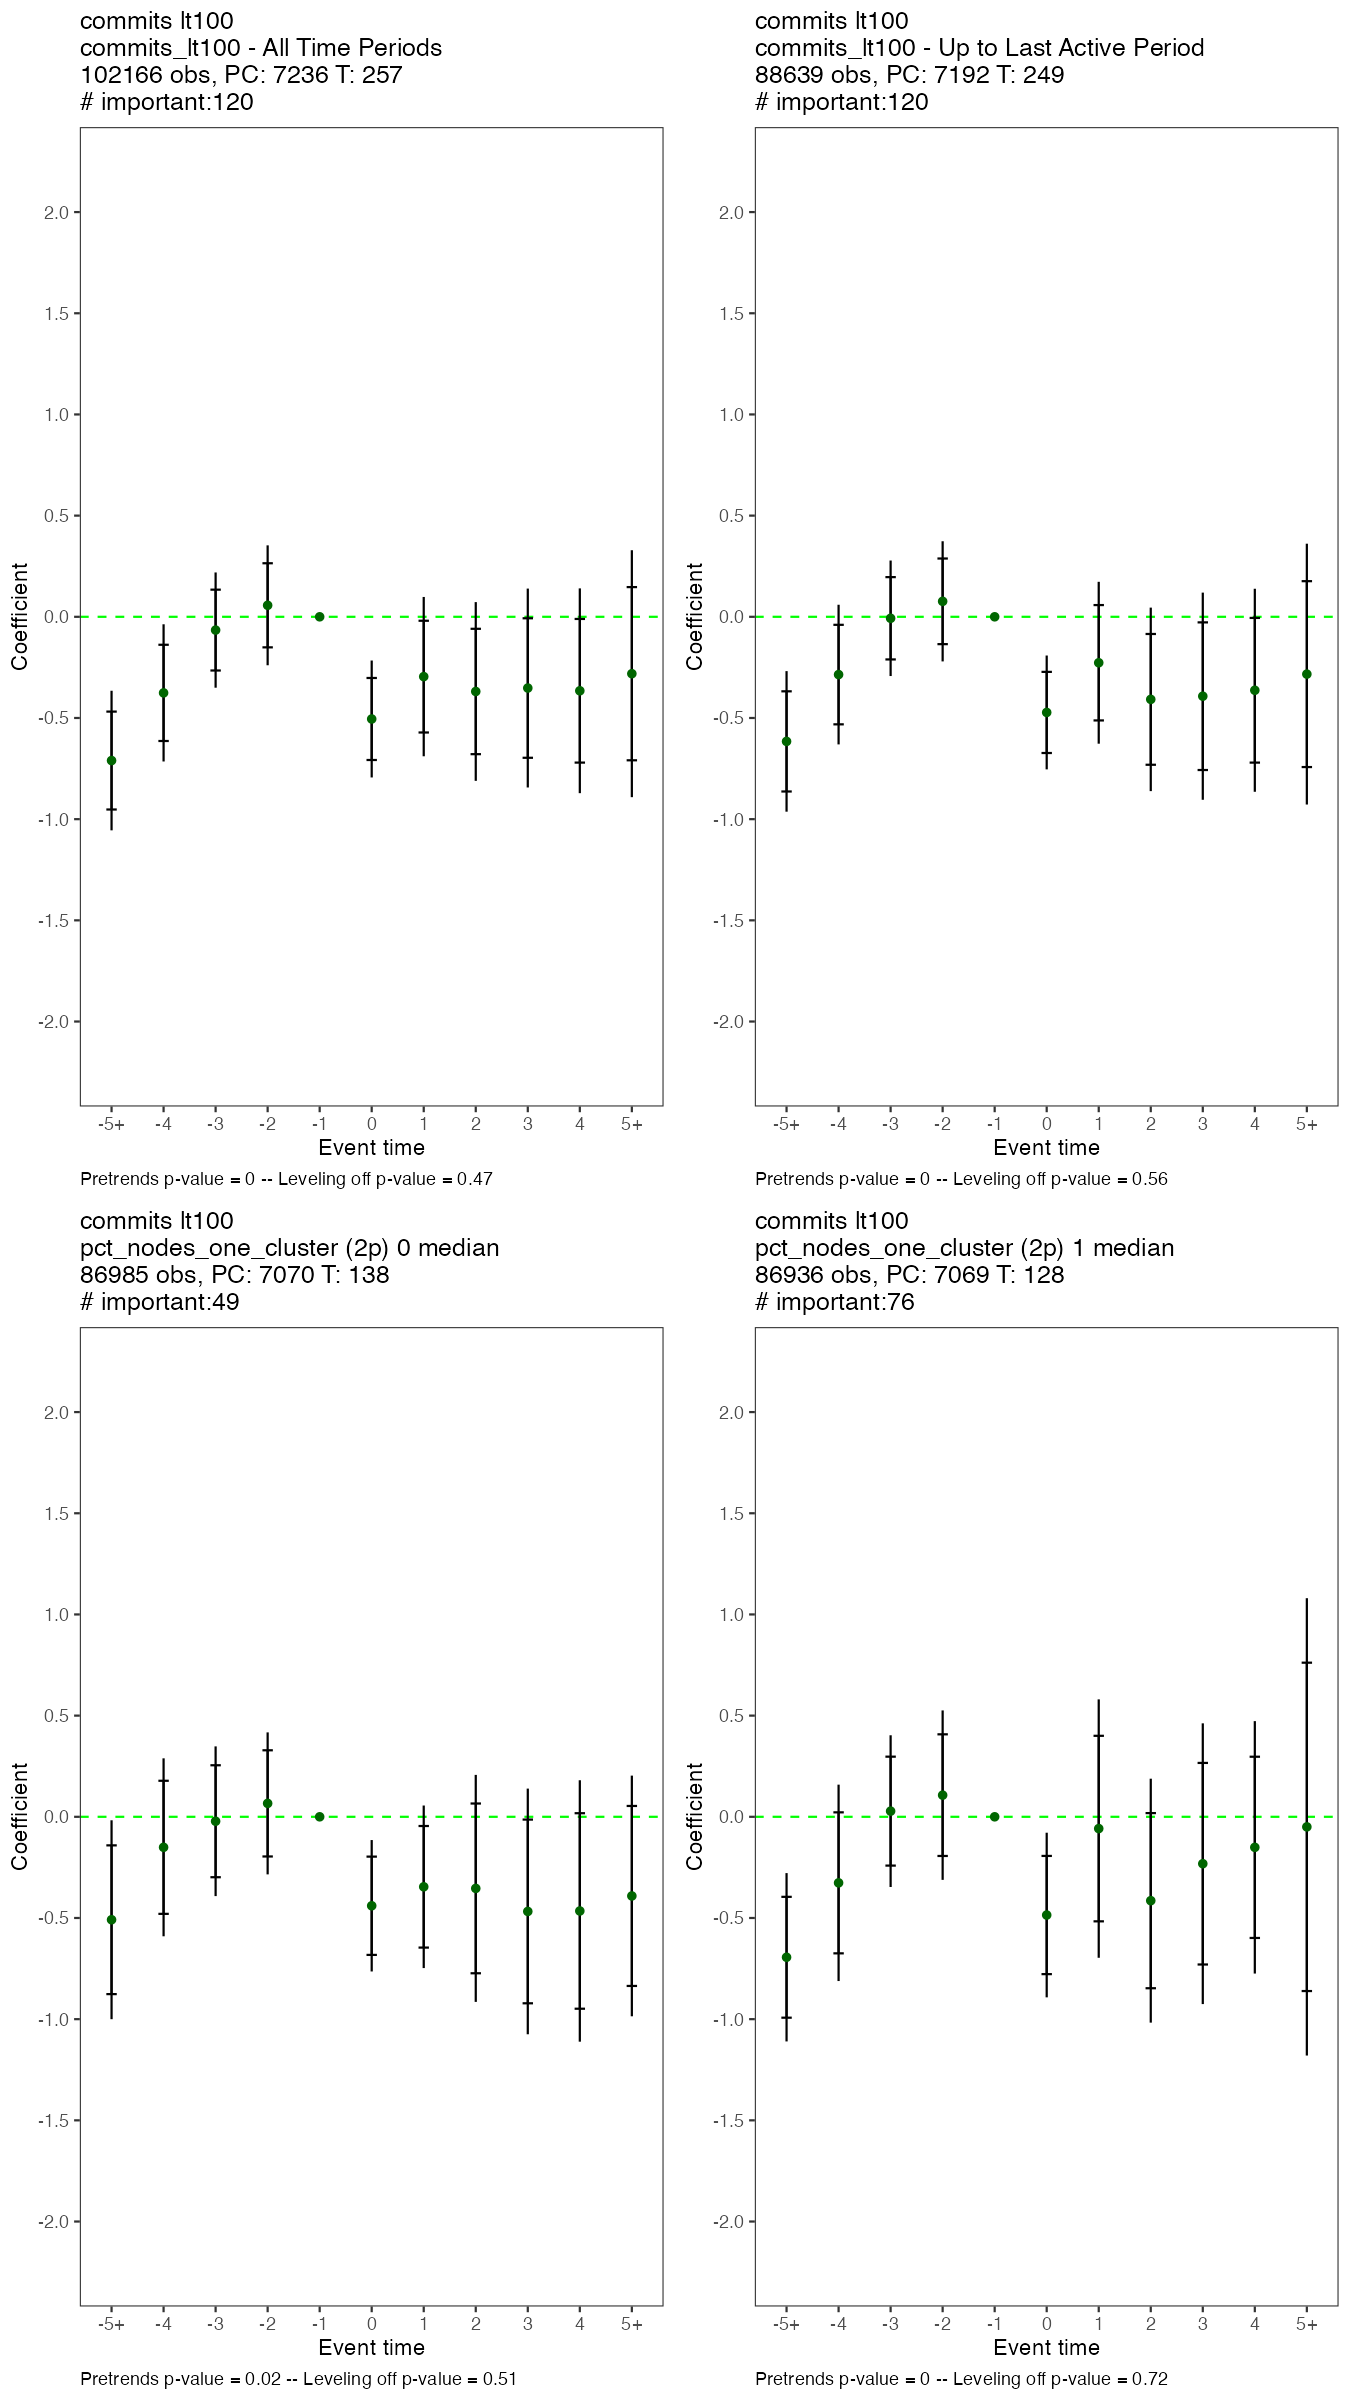 commits lt100
commits_lt100 - All Time Periods
102166 obs, PC: 7236 T: 257
# important:120
2.0
1.5
1.0
0.5
0.0
-0.5
-1.0
-1.5
-2.0
Coefficient
-5+ -4 -3 -2 -1 0 1 2 3 4 5+
Event time
Pretrends p-value = 0 -- Leveling off p-value = 0.47
commits lt100
commits_lt100 - Up to Last Active Period
88639 obs, PC: 7192 T: 249
# important:120
2.0
1.5
1.0
0.5
0.0
-0.5
-1.0
-1.5
-2.0
Coefficient
-5+ -4 -3 -2 -1 0 1 2 3 4 5+
Event time
Pretrends p-value = 0 -- Leveling off p-value = 0.56
commits lt100
pct_nodes_one_cluster (2p) 0 median
86985 obs, PC: 7070 T: 138
# important:49
2.0
1.5
1.0
0.5
0.0
-0.5
-1.0
-1.5
-2.0
Coefficient
-5+ -4 -3 -2 -1 0 1 2 3 4 5+
Event time
Pretrends p-value = 0.02 -- Leveling off p-value = 0.51
commits lt100
pct_nodes_one_cluster (2p) 1 median
86936 obs, PC: 7069 T: 128
# important:76
2.0
1.5
1.0
0.5
0.0
-0.5
-1.0
-1.5
-2.0
Coefficient
-5+ -4 -3 -2 -1 0 1 2 3 4 5+
Event time
Pretrends p-value = 0 -- Leveling off p-value = 0.72